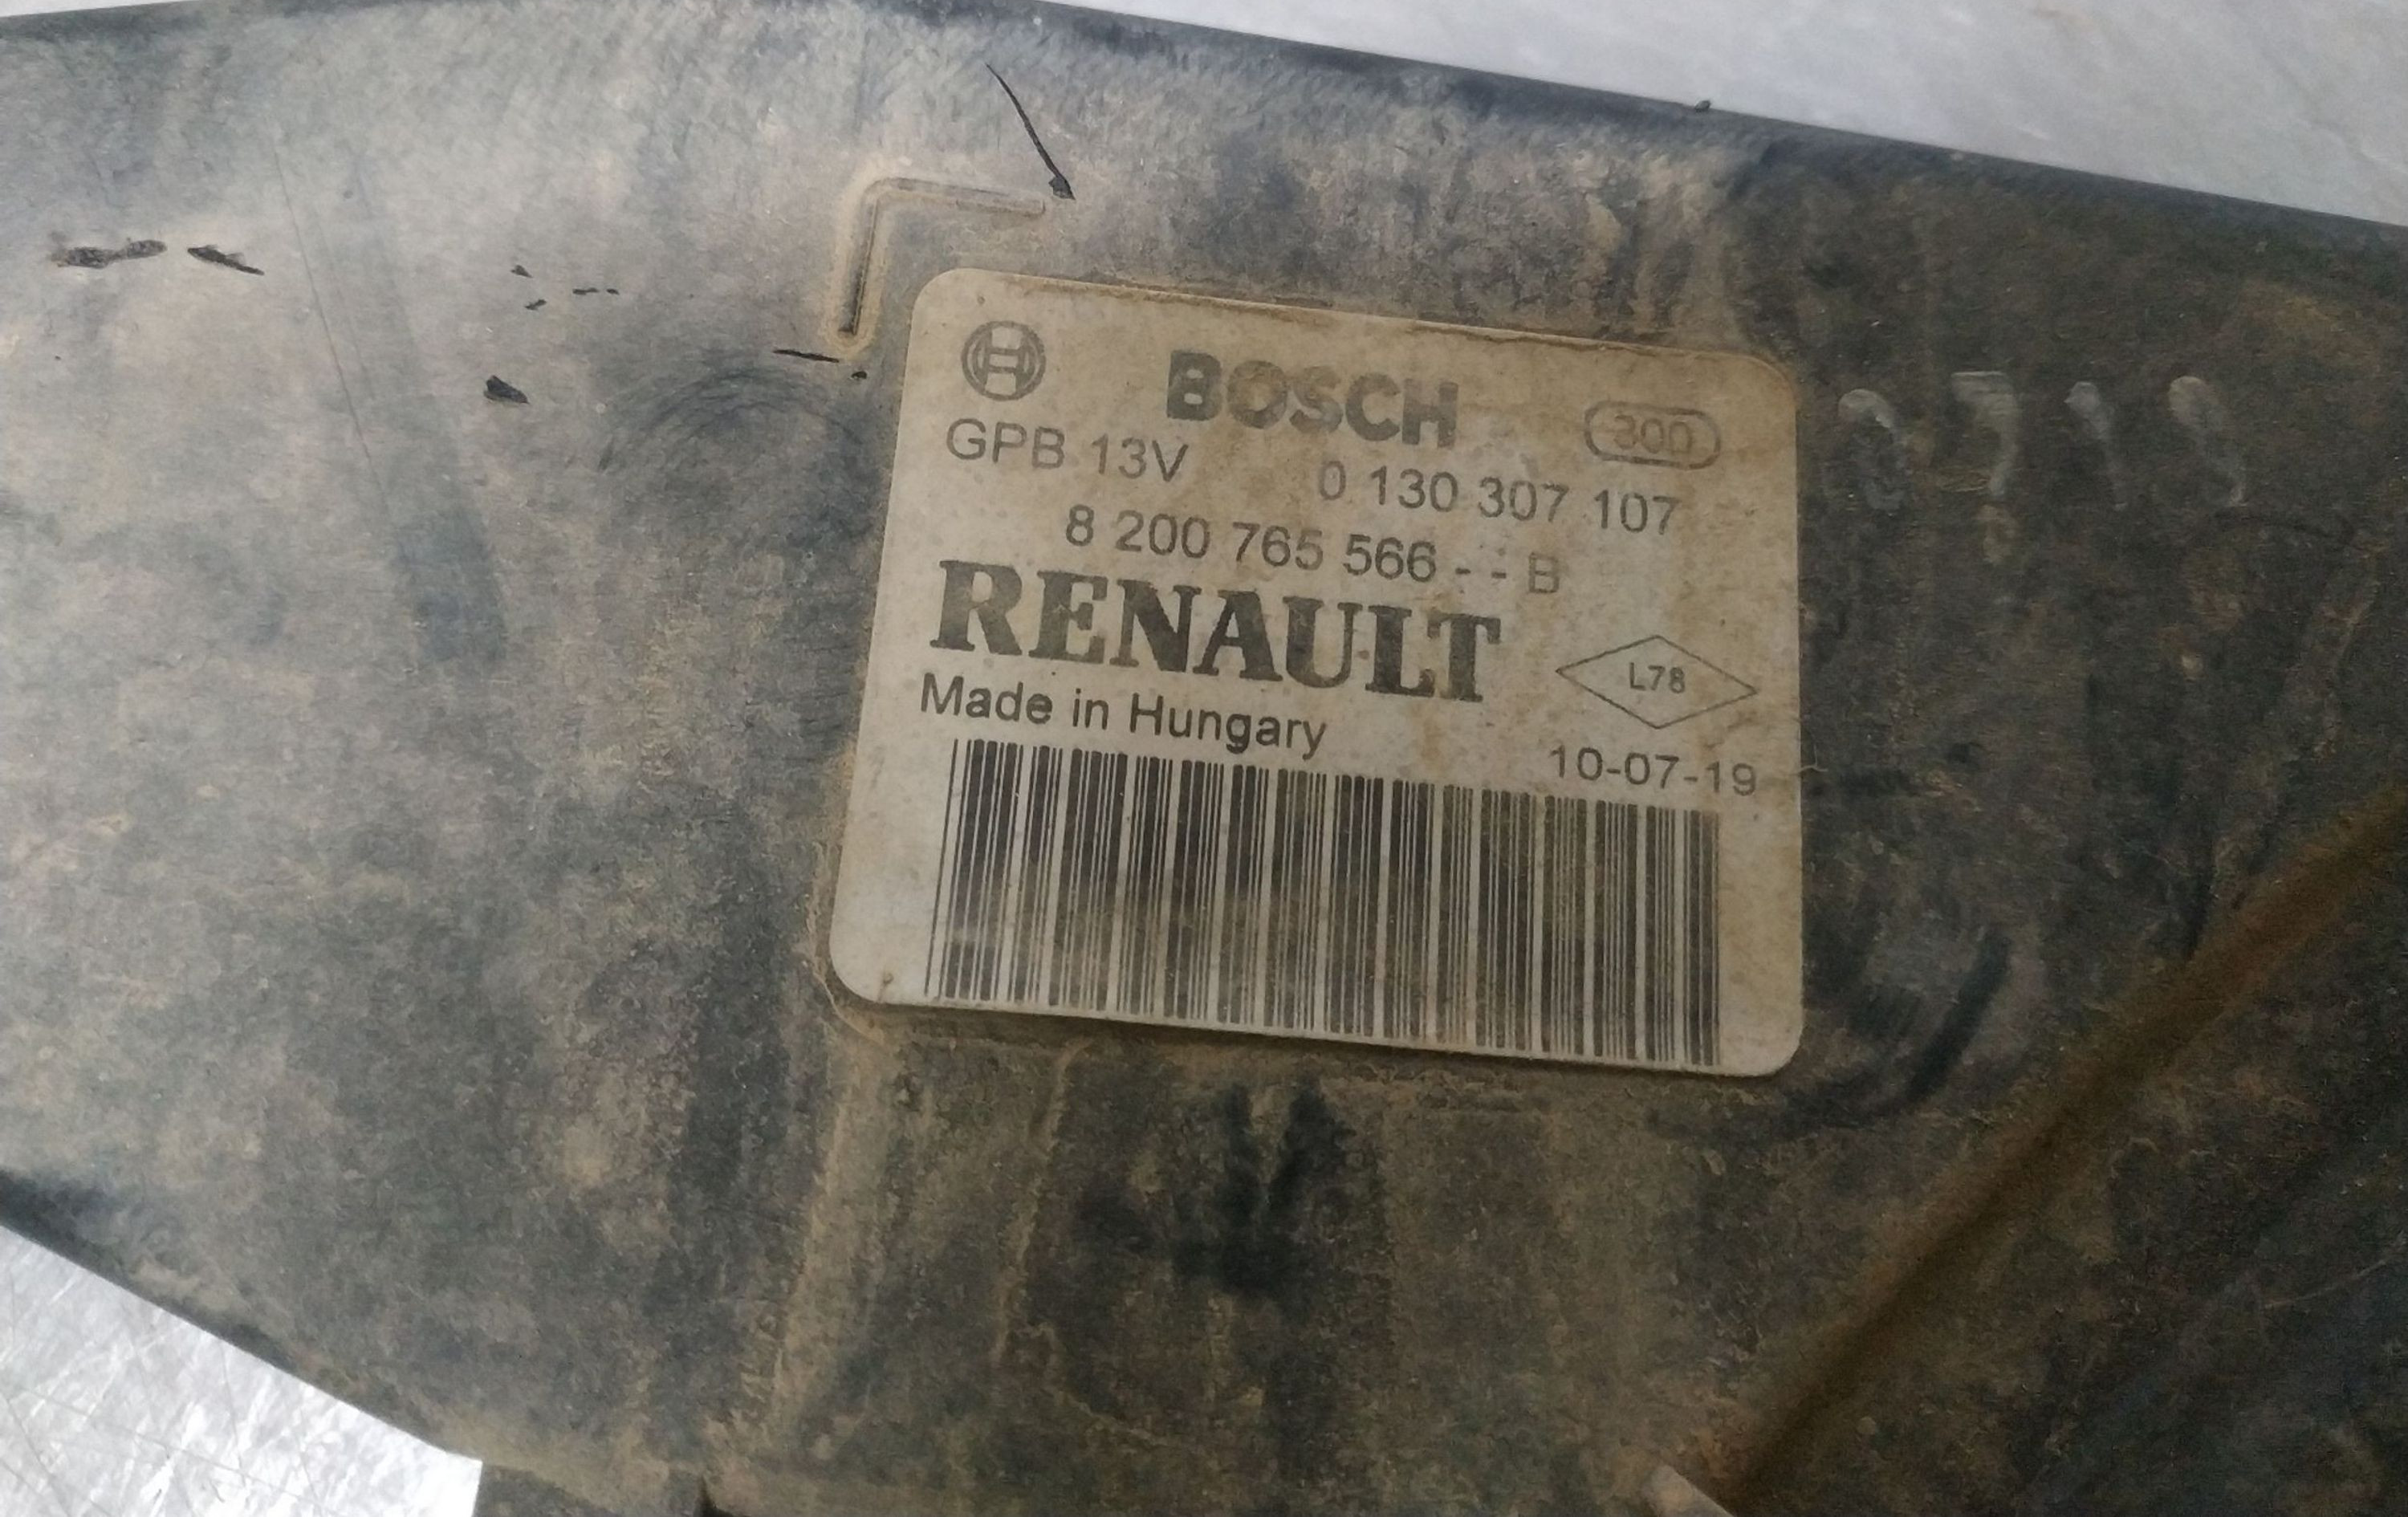 BOSCH 300
GPB 13V 0 130 307 107
8 200 765 566 - - B
RENAULT L78
Made in Hungary
10-07-19